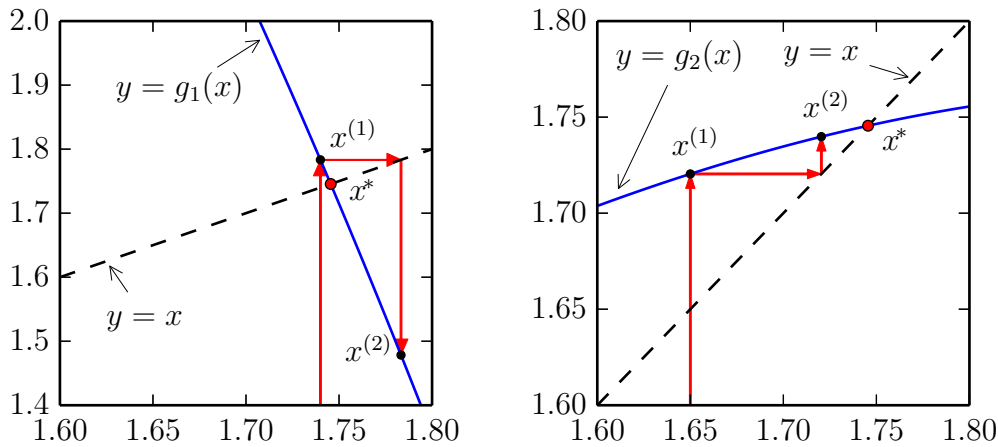 2.0
1.9
1.8
1.7
1.6
1.5
1.4
1.60 1.65 1.70 1.75 1.80
y = g₁(x)
x⁽¹⁾
x*
y = x
x⁽²⁾
1.80
1.75
1.70
1.65
1.60
1.60 1.65 1.70 1.75 1.80
y = x
y = g₂(x)
x⁽²⁾
x⁽¹⁾
x*